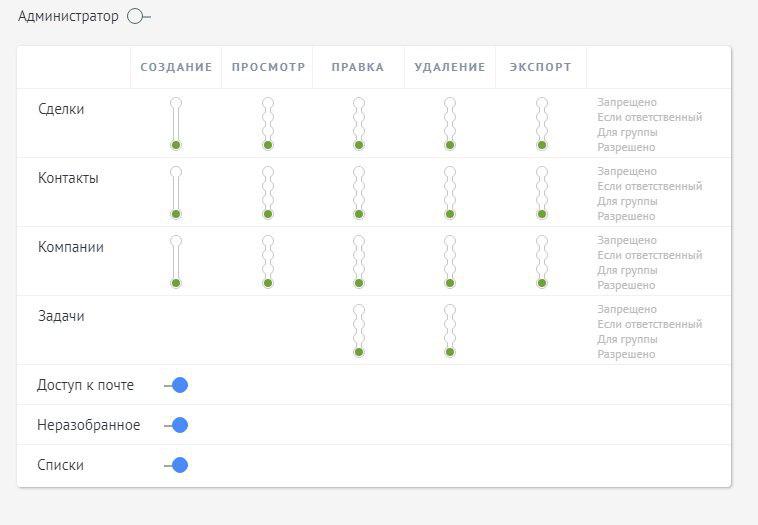 Администратор
СОЗДАНИЕ ПРОСМОТР ПРАВКА УДАЛЕНИЕ ЭКСПОРТ
Сделки
Запрещено
Если ответственный
Для группы
Разрешено
Контакты
Запрещено
Если ответственный
Для группы
Разрешено
Компании
Запрещено
Если ответственный
Для группы
Разрешено
Задачи
Запрещено
Если ответственный
Для группы
Разрешено
Доступ к почте
Неразобранное
Списки